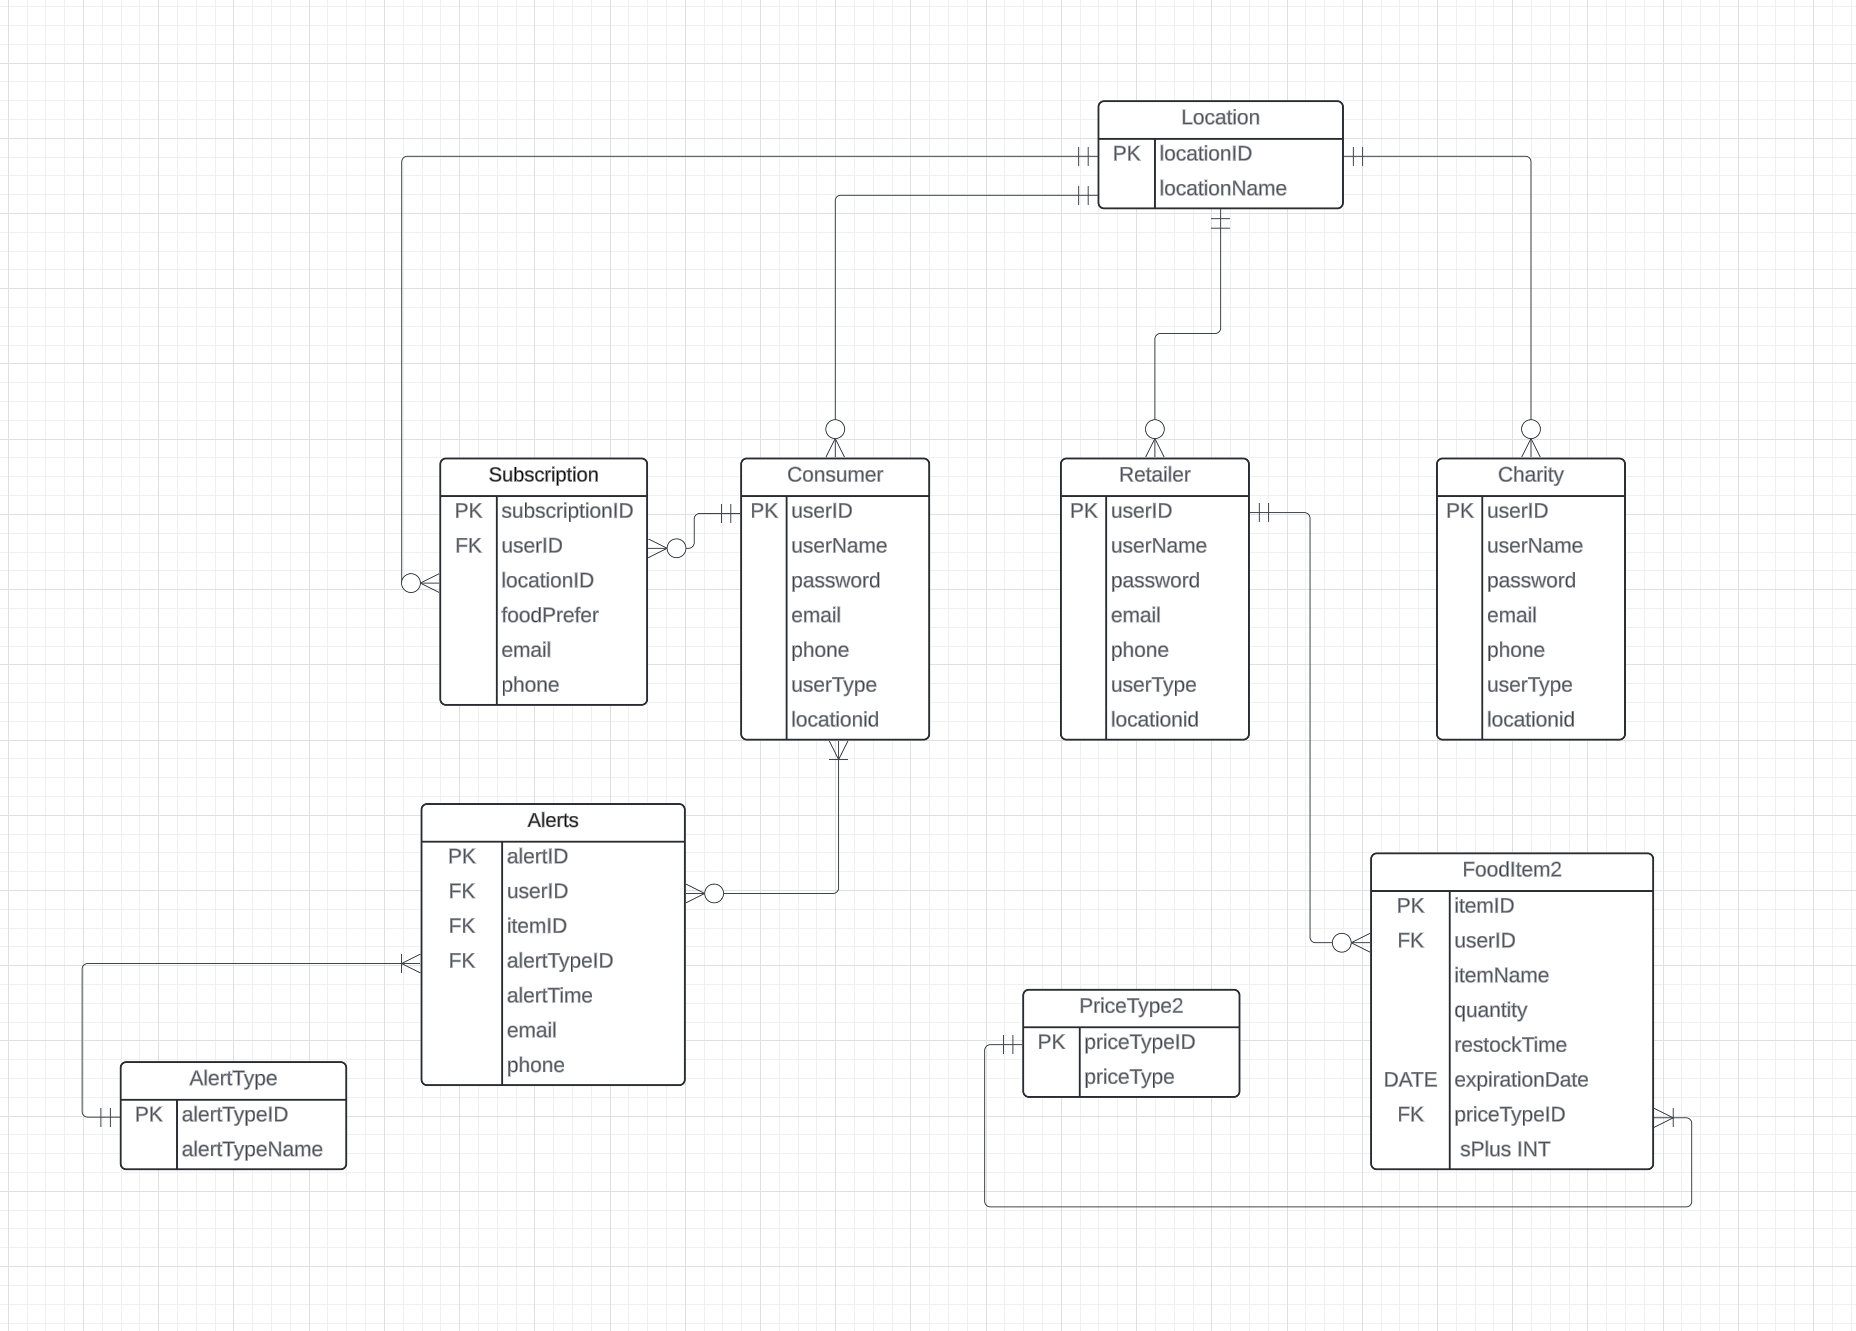 Location
PK locationID
locationName
Subscription
PK subscriptionID
FK userID
locationID
foodPrefer
email
phone
Consumer
PK userID
userName
password
email
phone
userType
locationid
Retailer
PK userID
userName
password
email
phone
userType
locationid
Charity
PK userID
userName
password
email
phone
userType
locationid
Alerts
PK alertID
FK userID
FK itemID
FK alertTypeID
alertTime
email
phone
FoodItem2
PK itemID
FK userID
itemName
quantity
restockTime
DATE expirationDate
FK priceTypeID
sPlus INT
PriceType2
PK priceTypeID
priceType
AlertType
PK alertTypeID
alertTypeName